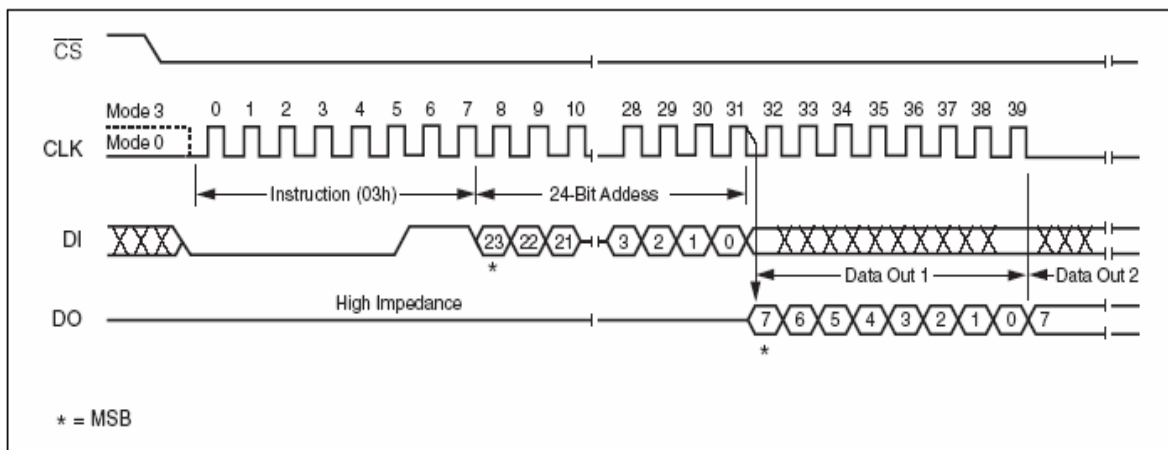 CS
Mode 3
0 1 2 3 4 5 6 7 8 9 10 28 29 30 31 32 33 34 35 36 37 38 39
Mode 0
CLK
Instruction (03h)
24-Bit Addess
DI
23 22 21 3 2 1 0
*
Data Out 1
Data Out 2
High Impedance
DO
7 6 5 4 3 2 1 0 7
*
* = MSB